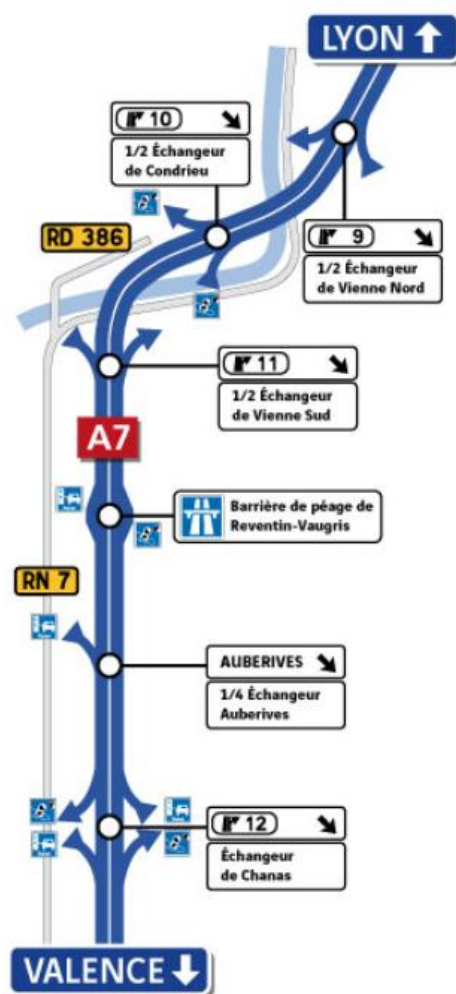 LYON
10
1/2 Échangeur
de Condrieu
RD 386
9
1/2 Échangeur
de Vienne Nord
11
1/2 Échangeur
de Vienne Sud
A7
Barrière de péage de
Reventin-Vaugris
RN 7
AUBERIVES
1/4 Échangeur
Auberives
12
Échangeur
de Chanas
VALENCE